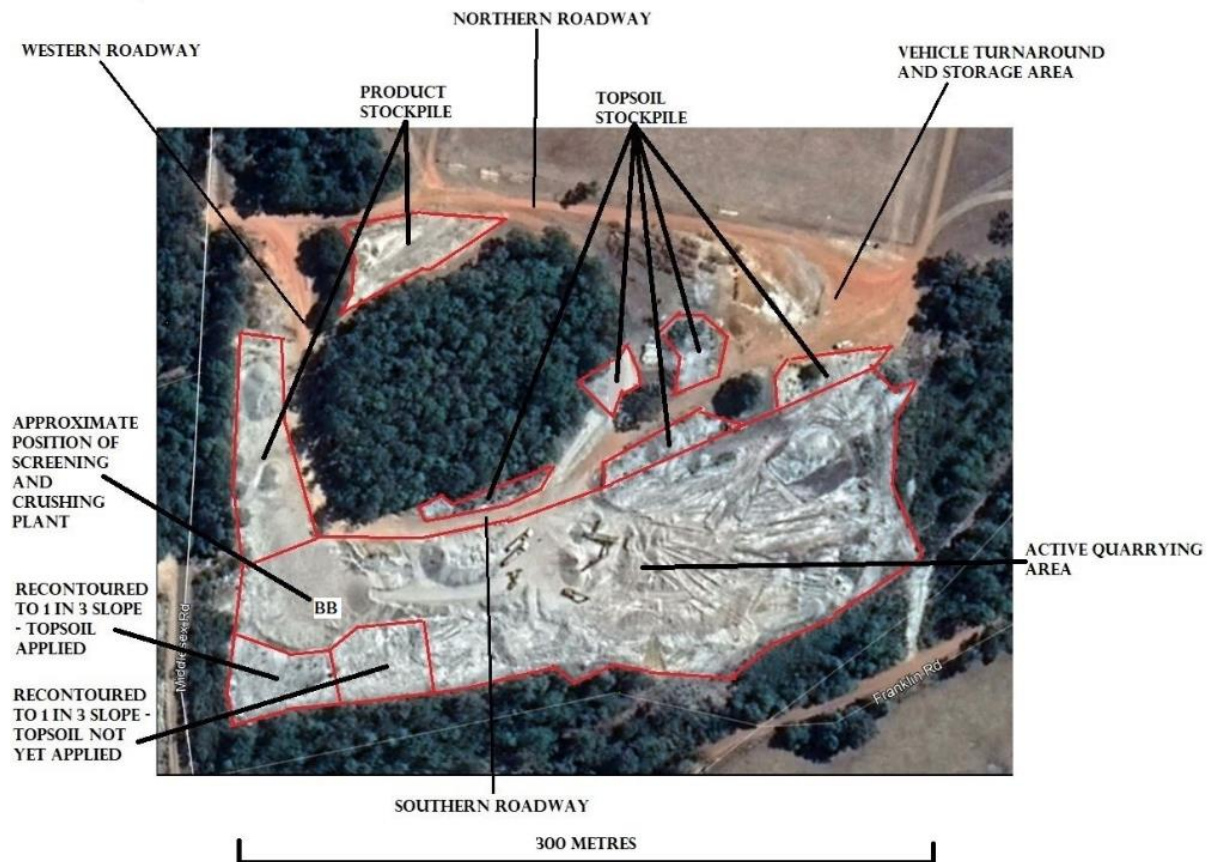 NORTHERN ROADWAY
WESTERN ROADWAY
VEHICLE TURNAROUND
AND STORAGE AREA
PRODUCT
STOCKPILE
TOPSOIL
STOCKPILE
APPROXIMATE
POSITION OF
SCREENING
AND
CRUSHING
PLANT
ACTIVE QUARRYING
AREA
RECONTOURED
TO 1 IN 3 SLOPE
- TOPSOIL
APPLIED
BB
Middlesex Rd
Franklin Rd
RECONTOURED
TO 1 IN 3 SLOPE -
TOPSOIL NOT
YET APPLIED
SOUTHERN ROADWAY
300 METRES